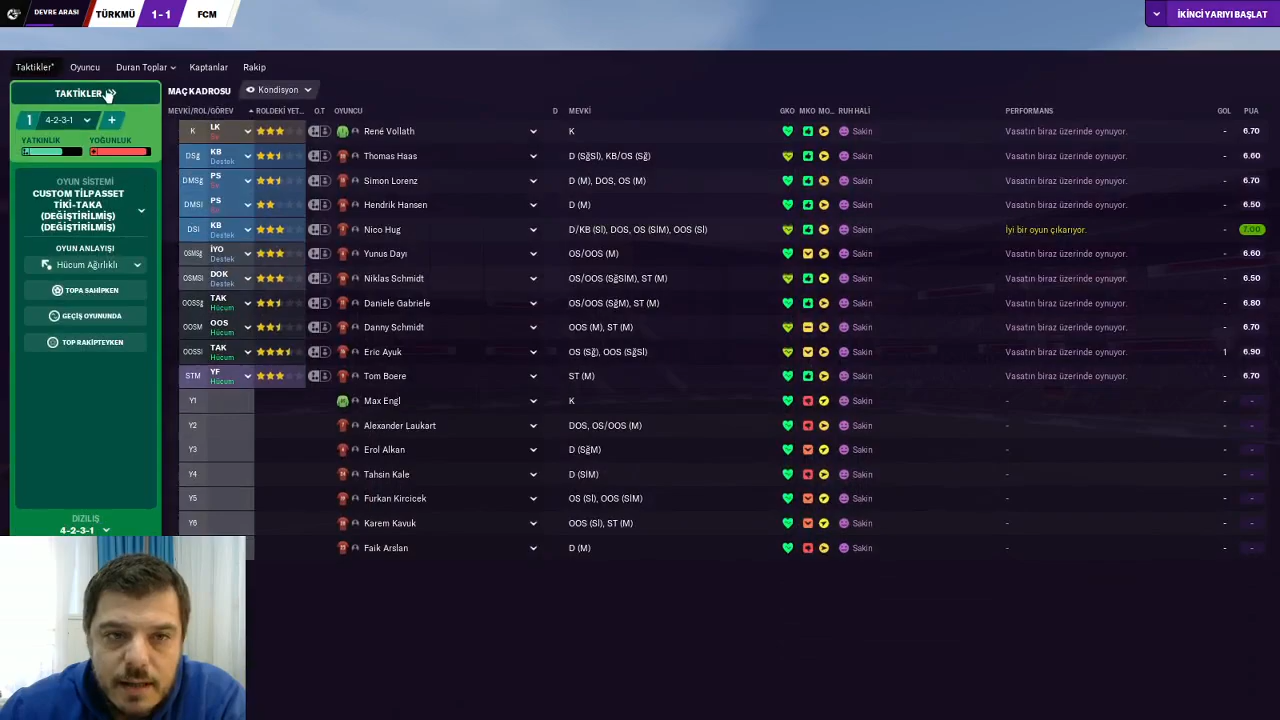 DEVRE ARASI TÜRKMÜ 1 - 1 FCM İKİNCİ YARIYI BAŞLAT
Taktikler* Oyuncu Duran Toplar Kaptanlar Rakip
TAKTİKLER
1 4-2-3-1
YATKINLIK YOĞUNLUK
OYUN SİSTEMİ
CUSTOM TİLPASSET
TİKİ-TAKA
(DEĞİŞTİRİLMİŞ)
(DEĞİŞTİRİLMİŞ)
OYUN ANLAYIŞI
Hücum Ağırlıklı
TOPA SAHİPKEN
GEÇİŞ OYUNUNDA
TOP RAKİPTEYKEN
DİZİLİŞ
4-2-3-1
MAÇ KADROSU Kondisyon
MEVKİ/ROL/GÖREV ROLDEKİ YET... O.T OYUNCU D MEVKİ GKO MKO MO... RUH HALİ PERFORMANS GOL PUA
K LK René Vollath K Sakin Vasatın biraz üzerinde oynuyor. - 6.70
DSğ KB Destek Thomas Haas D (SğSl), KB/OS (Sğ) Sakin Vasatın biraz üzerinde oynuyor. - 6.60
DMSğ PS Simon Lorenz D (M), DOS, OS (M) Sakin Vasatın biraz üzerinde oynuyor. - 6.70
DMSl PS Hendrik Hansen D (M) Sakin Vasatın biraz üzerinde oynuyor. - 6.50
DSl KB Destek Nico Hug D/KB (Sl), DOS, OS (SlM), OOS (Sl) Sakin İyi bir oyun çıkarıyor. - 7.00
OSMSğ İYO Destek Yunus Dayı OS/OOS (M) Sakin Vasatın biraz üzerinde oynuyor. - 6.60
OSMSl DOK Destek Niklas Schmidt OS/OOS (SğSlM), ST (M) Sakin Vasatın biraz üzerinde oynuyor. - 6.50
OOSSğ TAK Hücum Daniele Gabriele OS/OOS (SğM), ST (M) Sakin Vasatın biraz üzerinde oynuyor. - 6.80
OOSM OOS Hücum Danny Schmidt OOS (M), ST (M) Sakin Vasatın biraz üzerinde oynuyor. - 6.70
OOSSl TAK Hücum Eric Ayuk OS (Sğ), OOS (SğSl) Sakin Vasatın biraz üzerinde oynuyor. 1 6.90
STM YF Hücum Tom Boere ST (M) Sakin Vasatın biraz üzerinde oynuyor. - 6.70
Y1 Max Engl K Sakin - - -
Y2 Alexander Laukart DOS, OS/OOS (M) Sakin - - -
Y3 Erol Alkan D (SğM) Sakin - - -
Y4 Tahsin Kale D (SlM) Sakin - - -
Y5 Furkan Kircicek OS (Sl), OOS (SlM) Sakin - - -
Y6 Karem Kavuk OOS (Sl), ST (M) Sakin - - -
Faik Arslan D (M) Sakin - - -